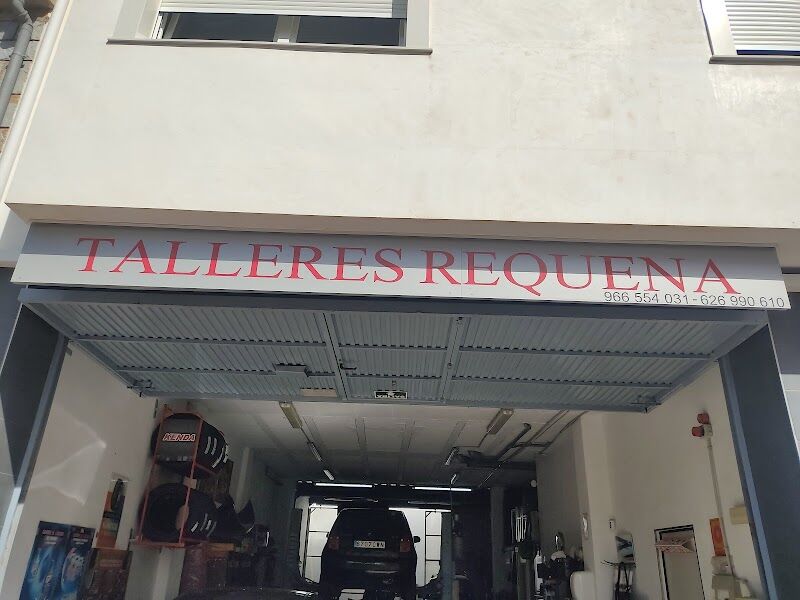 TALLERES REQUENA
966 554 031 - 626 990 610
KENDA